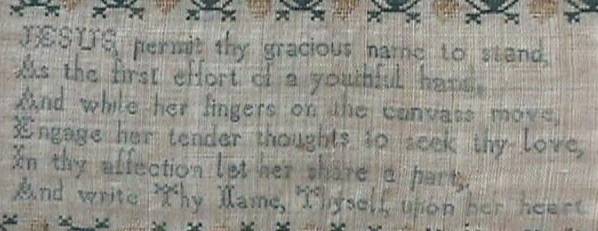 JESUS, permit thy gracious name to stand,
As the first effort of a youthful hand,
And while her fingers on the canvass move,
Engage her tender thoughts to seek thy love,
In thy affection let her share a part,
And write Thy Name, Thyself, upon her heart